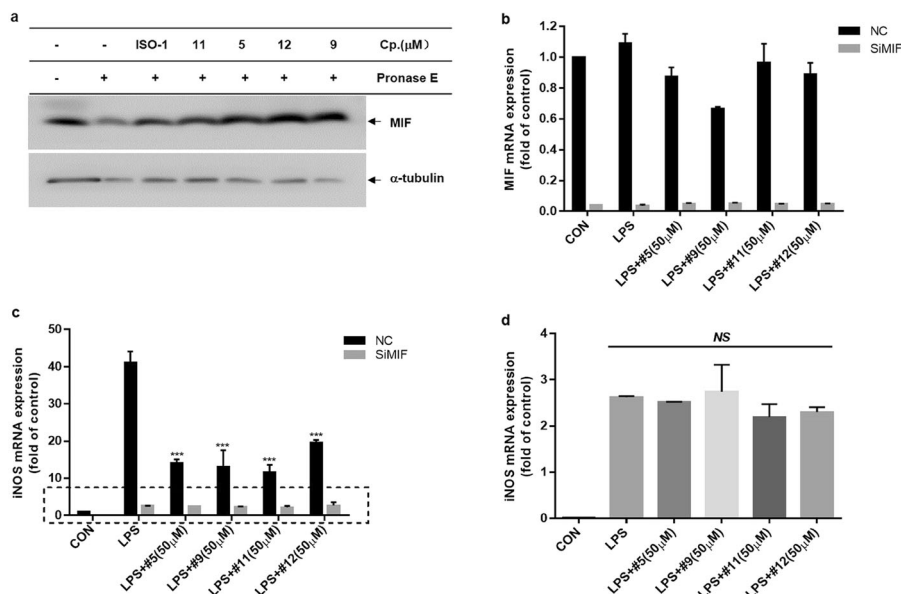 a
- - ISO-1 11 5 12 9 Cp.(μM)
- + + + + + + Pronase E
MIF
α-tubulin
b
NC
SiMIF
MIF mRNA expression
(fold of control)
1.4
1.2
1.0
0.8
0.6
0.4
0.2
0.0
CON
LPS
LPS+#5(50μM)
LPS+#9(50μM)
LPS+#11(50μM)
LPS+#12(50μM)
c
NC
SiMIF
iNOS mRNA expression
(fold of control)
50
40
30
20
10
0
*** *** *** ***
CON
LPS
LPS+#5(50μM)
LPS+#9(50μM)
LPS+#11(50μM)
LPS+#12(50μM)
d
NS
iNOS mRNA expression
(fold of control)
4
3
2
1
0
CON
LPS
LPS+#5(50μM)
LPS+#9(50μM)
LPS+#11(50μM)
LPS+#12(50μM)